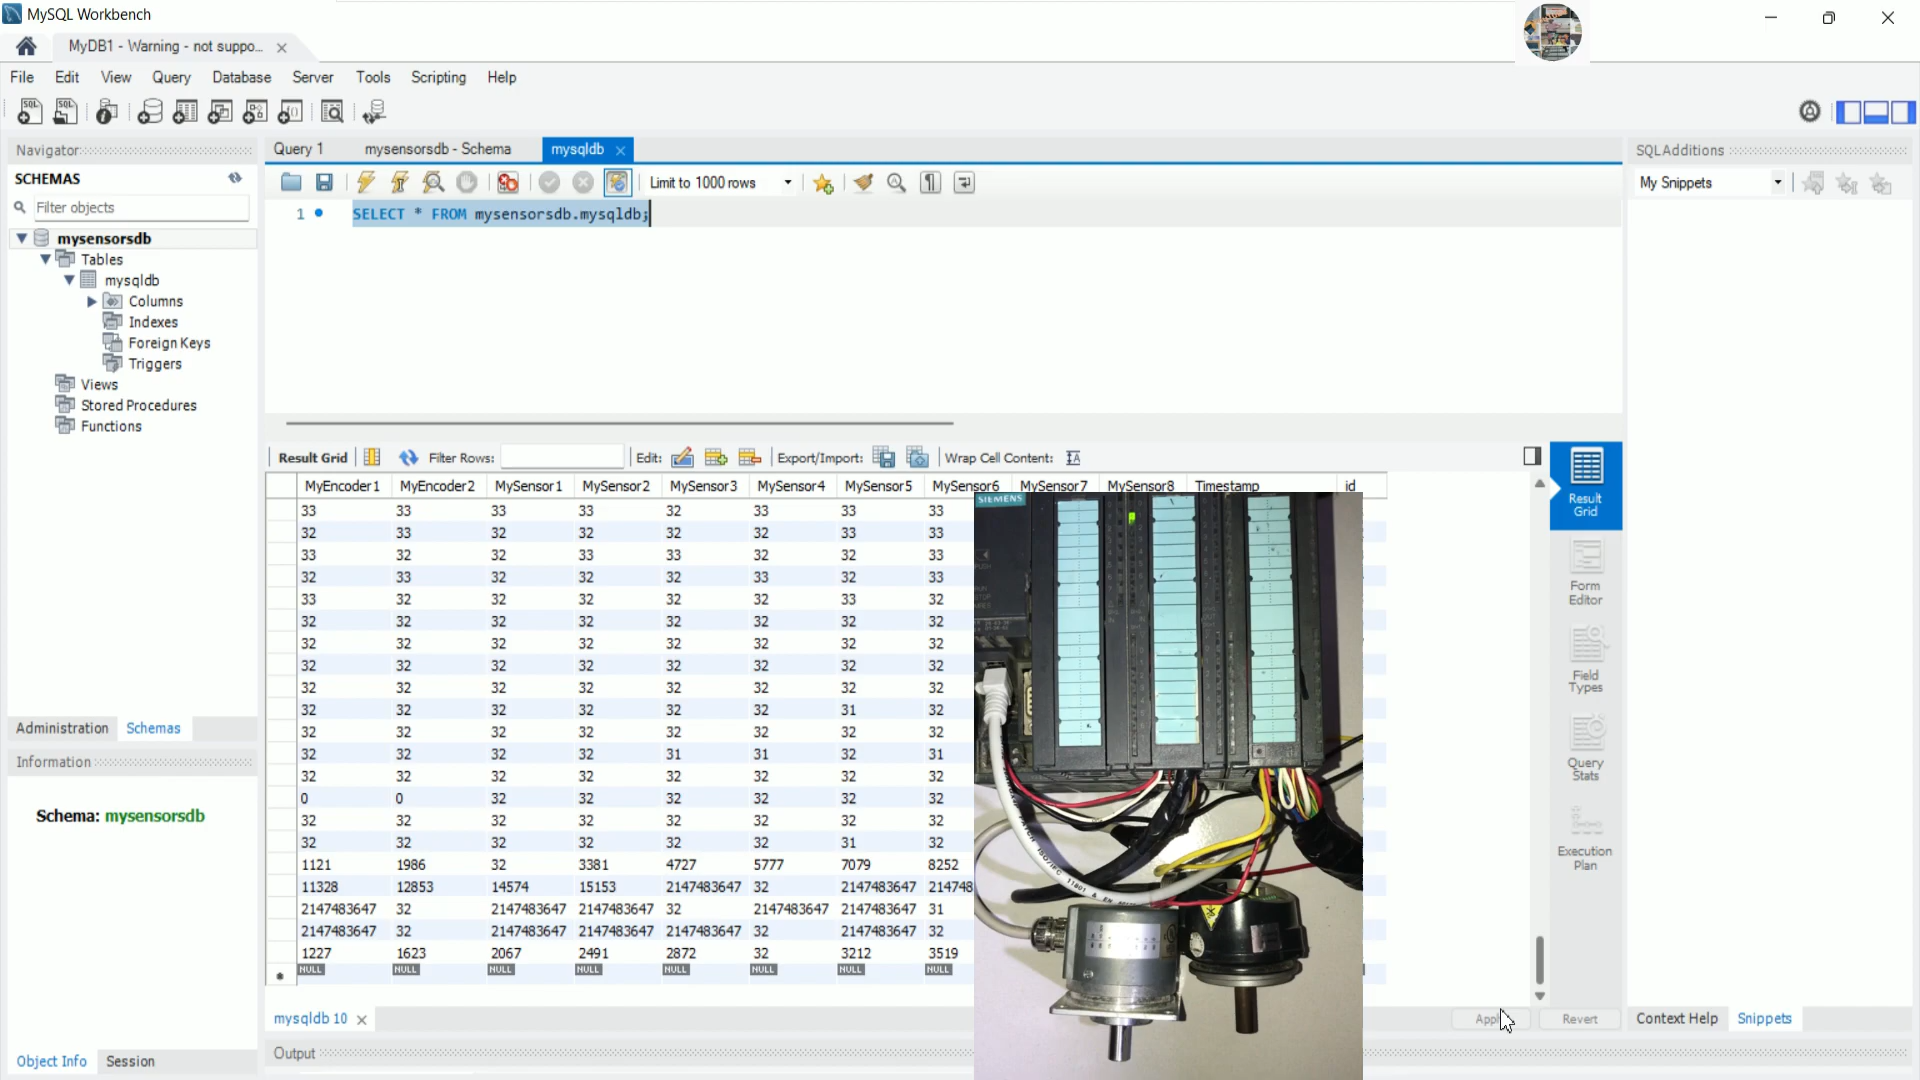 MySQL Workbench
MyDB1 - Warning - not suppo...
File Edit View Query Database Server Tools Scripting Help
Navigator
SCHEMAS
Filter objects
mysensorsdb
Tables
mysqldb
Columns
Indexes
Foreign Keys
Triggers
Views
Stored Procedures
Functions
Administration Schemas
Information
Schema: mysensorsdb
Object Info Session
Query 1 mysensorsdb - Schema mysqldb
Limit to 1000 rows
1 SELECT * FROM mysensorsdb.mysqldb;
Result Grid Filter Rows: Edit: Export/Import: Wrap Cell Content:
MyEncoder1 MyEncoder2 MySensor1 MySensor2 MySensor3 MySensor4 MySensor5 MySensor6 MySensor7 MySensor8 Timestamp id
33 33 33 33 32 33 33 33
32 33 32 32 32 32 33 33
33 32 32 33 33 32 32 33
32 33 32 32 32 33 32 33
33 32 32 32 32 32 33 32
32 32 32 32 32 32 32 32
32 32 32 32 32 32 32 32
32 32 32 32 32 32 32 32
32 32 32 32 32 32 32 32
32 32 32 32 32 32 31 32
32 32 32 32 32 32 32 32
32 32 32 32 31 31 32 31
32 32 32 32 32 32 32 32
0 0 32 32 32 32 32 32
32 32 32 32 32 32 32 32
32 32 32 32 32 32 31 32
1121 1986 32 3381 4727 5777 7079 8252
11328 12853 14574 15153 2147483647 32 2147483647 214748
2147483647 32 2147483647 2147483647 32 2147483647 2147483647 31
2147483647 32 2147483647 2147483647 2147483647 32 2147483647 32
1227 1623 2067 2491 2872 32 3212 3519
NULL NULL NULL NULL NULL NULL NULL NULL
SIEMENS
mysqldb 10
Output
Result Grid
Form Editor
Field Types
Query Stats
Execution Plan
Revert
SQLAdditions
My Snippets
Context Help Snippets